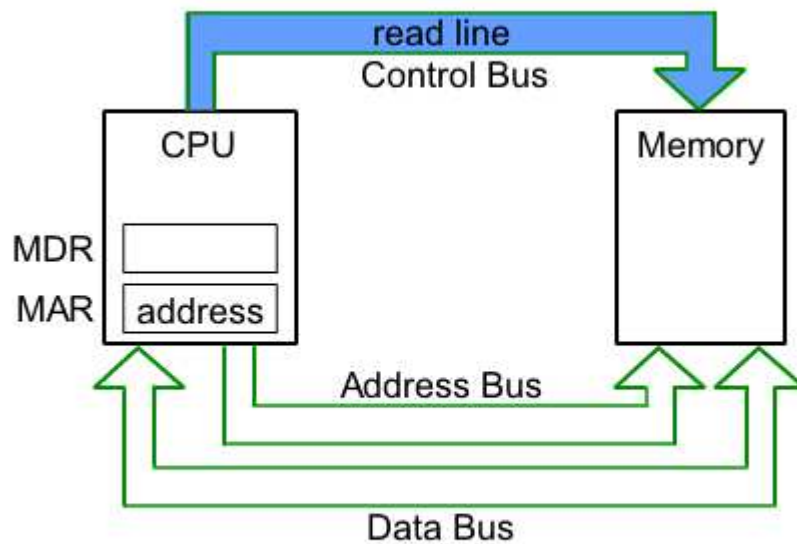 read line
Control Bus
CPU
Memory
MDR
MAR
address
Address Bus
Data Bus